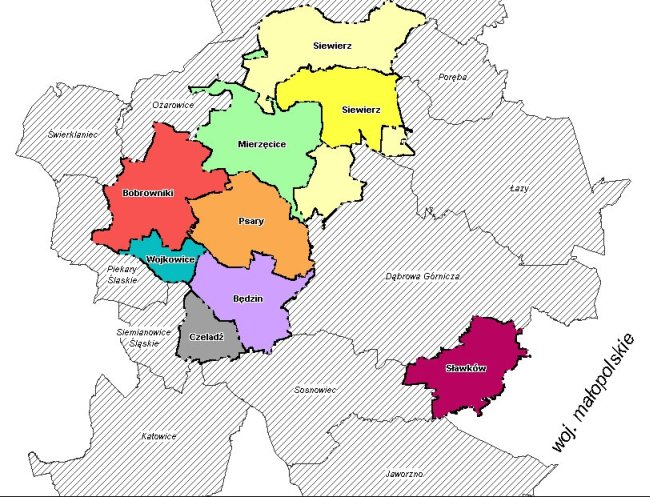 Siewierz
Poręba
Ożarowice
Siewierz
Świerklaniec
Mierzęcice
Łazy
Bobrowniki
Psary
Wojkowice
Piekary
Śląskie
Dąbrowa Górnicza
Będzin
Siemianowice
Śląskie
Czeladź
Sławków
woj. małopolskie
Sosnowiec
Katowice
Jaworzno